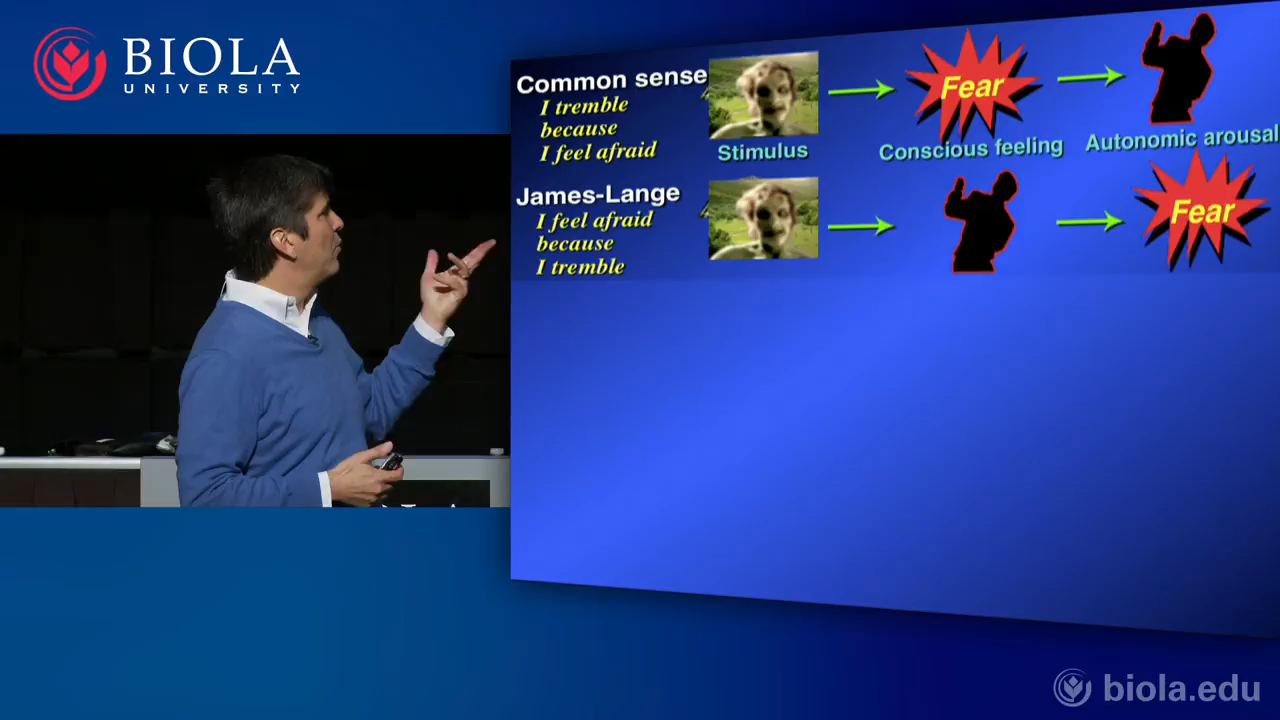 BIOLA
UNIVERSITY
Common sense
I tremble
because
I feel afraid
Stimulus
Fear
Conscious feeling
Autonomic arousal
James-Lange
I feel afraid
because
I tremble
Fear
biola.edu